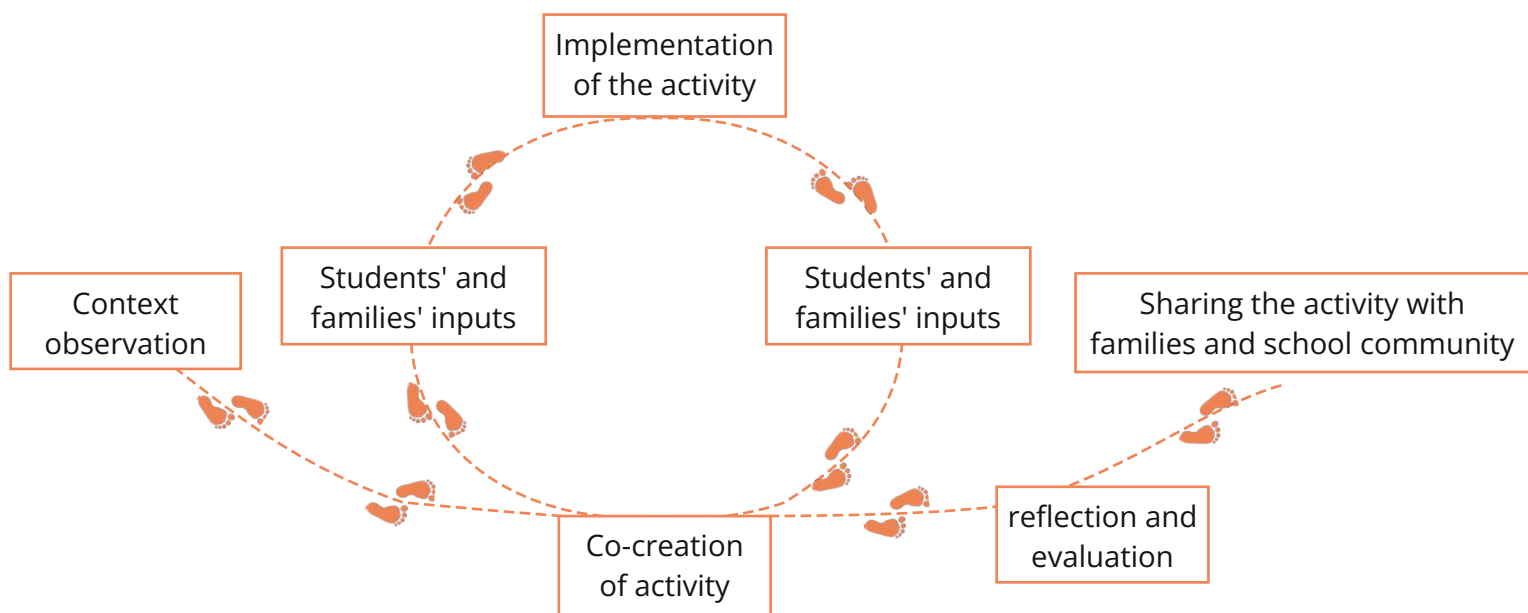 Implementation
of the activity
Students' and
families' inputs
Students' and
families' inputs
Context
observation
Sharing the activity with
families and school community
reflection and
evaluation
Co-creation
of activity